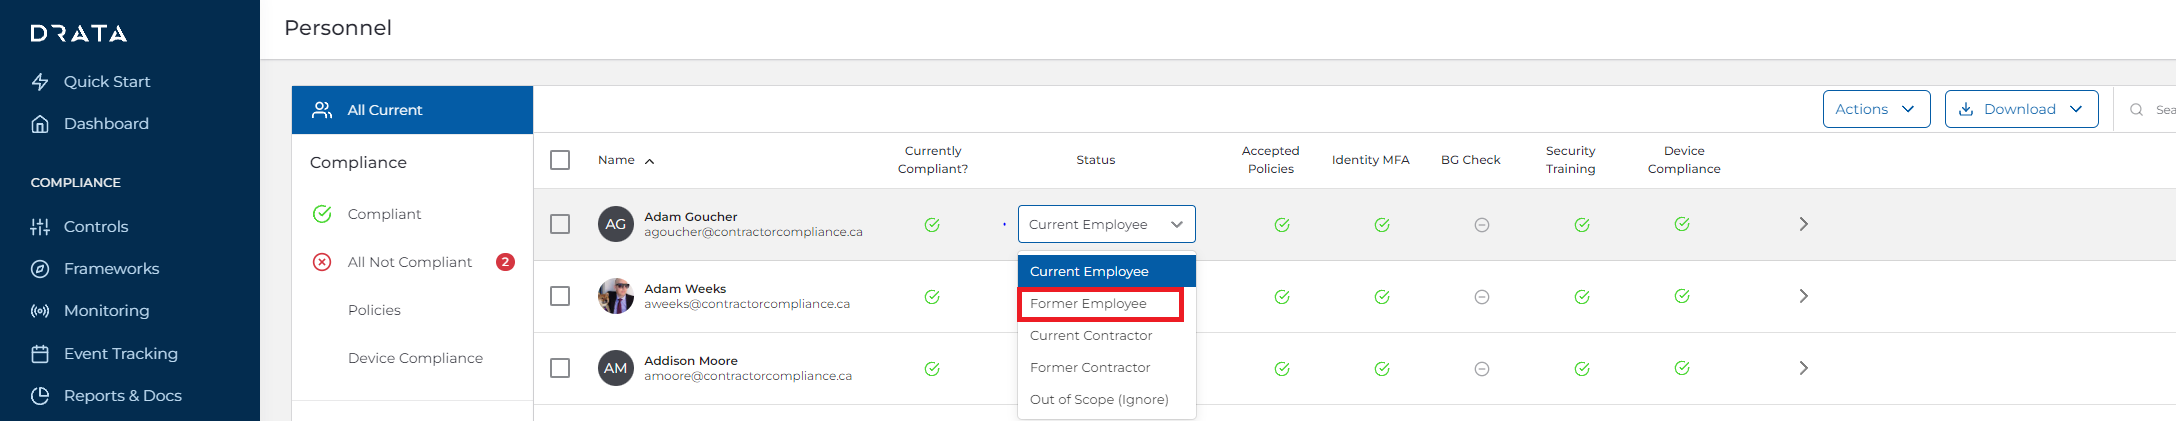 DRATA
Quick Start
Dashboard
COMPLIANCE
Controls
Frameworks
Monitoring
Event Tracking
Reports & Docs
Personnel
All Current
Compliance
Compliant
All Not Compliant 2
Policies
Device Compliance
Actions Download Sea
Name Currently Compliant? Status Accepted Policies Identity MFA BG Check Security Training Device Compliance
AG Adam Goucher
agoucher@contractorcompliance.ca
Current Employee
Current Employee
Former Employee
Current Contractor
Former Contractor
Out of Scope (Ignore)
Adam Weeks
aweeks@contractorcompliance.ca
AM Addison Moore
amoore@contractorcompliance.ca